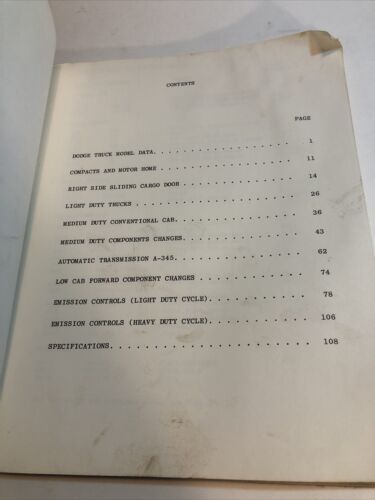 CONTENTS
PAGE
DODGE TRUCK MODEL DATA. . . . . . . . . . . . . . . . . . 1
COMPACTS AND MOTOR HOME . . . . . . . . . . . . . . . . . 11
RIGHT SIDE SLIDING CARGO DOOR . . . . . . . . . . . . . . 14
LIGHT DUTY TRUCKS . . . . . . . . . . . . . . . . . . . . 26
MEDIUM DUTY CONVENTIONAL CAB. . . . . . . . . . . . . . . 36
MEDIUM DUTY COMPONENTS CHANGES. . . . . . . . . . . . . . 43
AUTOMATIC TRANSMISSION A-345. . . . . . . . . . . . . . . 62
LOW CAB FORWARD COMPONENT CHANGES . . . . . . . . . . . . 74
EMISSION CONTROLS (LIGHT DUTY CYCLE). . . . . . . . . . . 78
EMISSION CONTROLS (HEAVY DUTY CYCLE). . . . . . . . . . . 106
SPECIFICATIONS. . . . . . . . . . . . . . . . . . . . . . 108